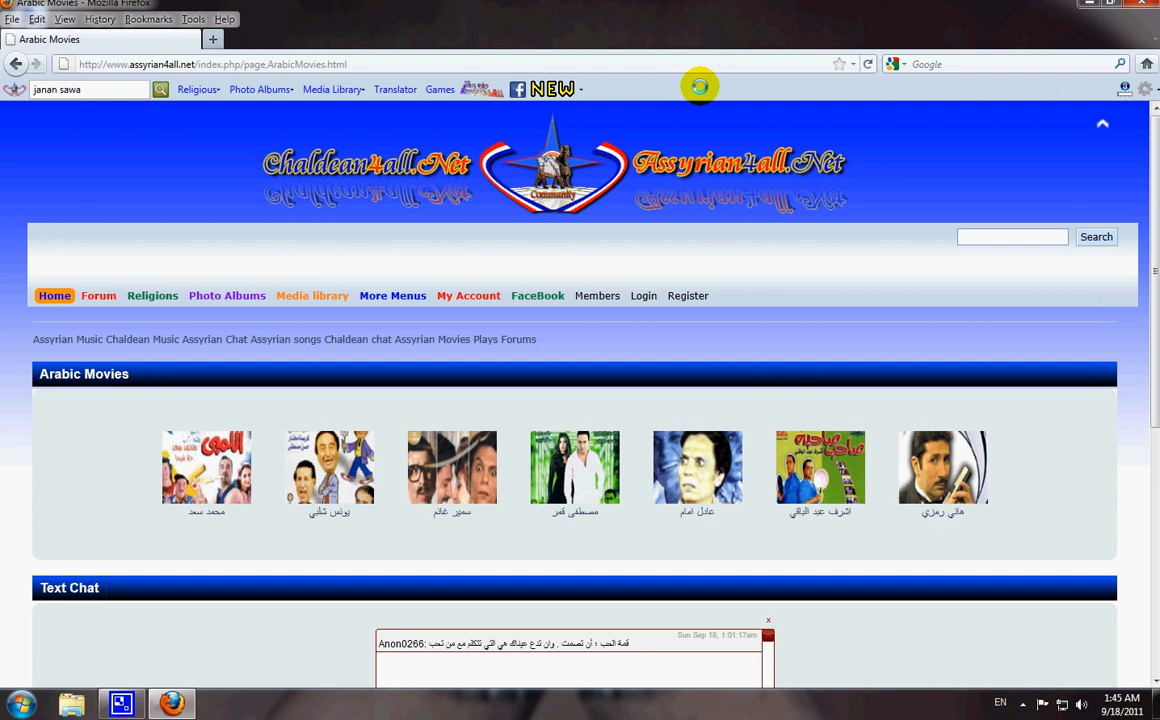 Arabic Movies - Mozilla Firefox
File Edit View History Bookmarks Tools Help
Arabic Movies
http://www.assyrian4all.net/index.php/page,ArabicMovies.html
Google
janan sawa
Religious
Photo Albums
Media Library
Translator
Games
NEW
Chaldean4all.Net
Community
Assyrian4all.Net
Search
Home Forum Religions Photo Albums Media library More Menus My Account FaceBook Members Login Register
Assyrian Music Chaldean Music Assyrian Chat Assyrian songs Chaldean chat Assyrian Movies Plays Forums
Arabic Movies
اللمبى
صاحب صاحبه
محمد سعد
يونس شلبي
سمير غانم
مصطفى قمر
عادل امام
اشرف عبد الباقي
هاني رمزي
Text Chat
x
Sun Sep 18, 1:01:17am
Anon0266: قمة الحب ؛ أن تصمت , وان تدع عيناك هي التي تتكلم مع من تحب
EN
1:45 AM
9/18/2011